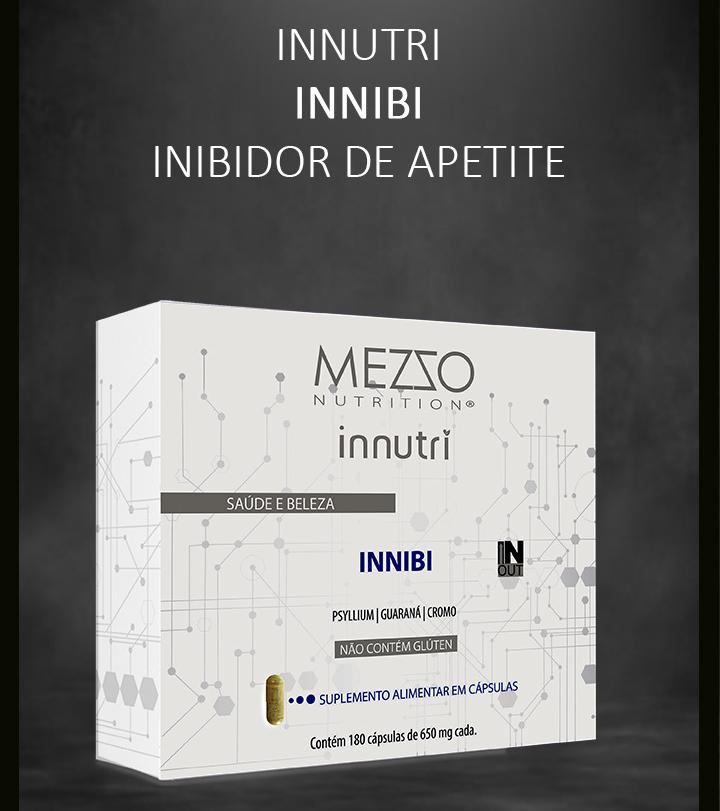 INNUTRI
INNIBI
INIBIDOR DE APETITE
MEZZO
NUTRITION®
innutri
SAÚDE E BELEZA
INNIBI
IN
OUT
PSYLLIUM | GUARANÁ | CROMO
NÃO CONTÉM GLÚTEN
SUPLEMENTO ALIMENTAR EM CÁPSULAS
Contém 180 cápsulas de 650 mg cada.